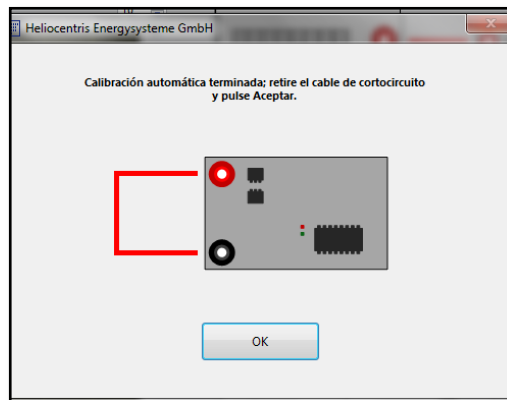 Heliocentris Energysysteme GmbH
Calibración automática terminada; retire el cable de cortocircuito
y pulse Aceptar.
OK